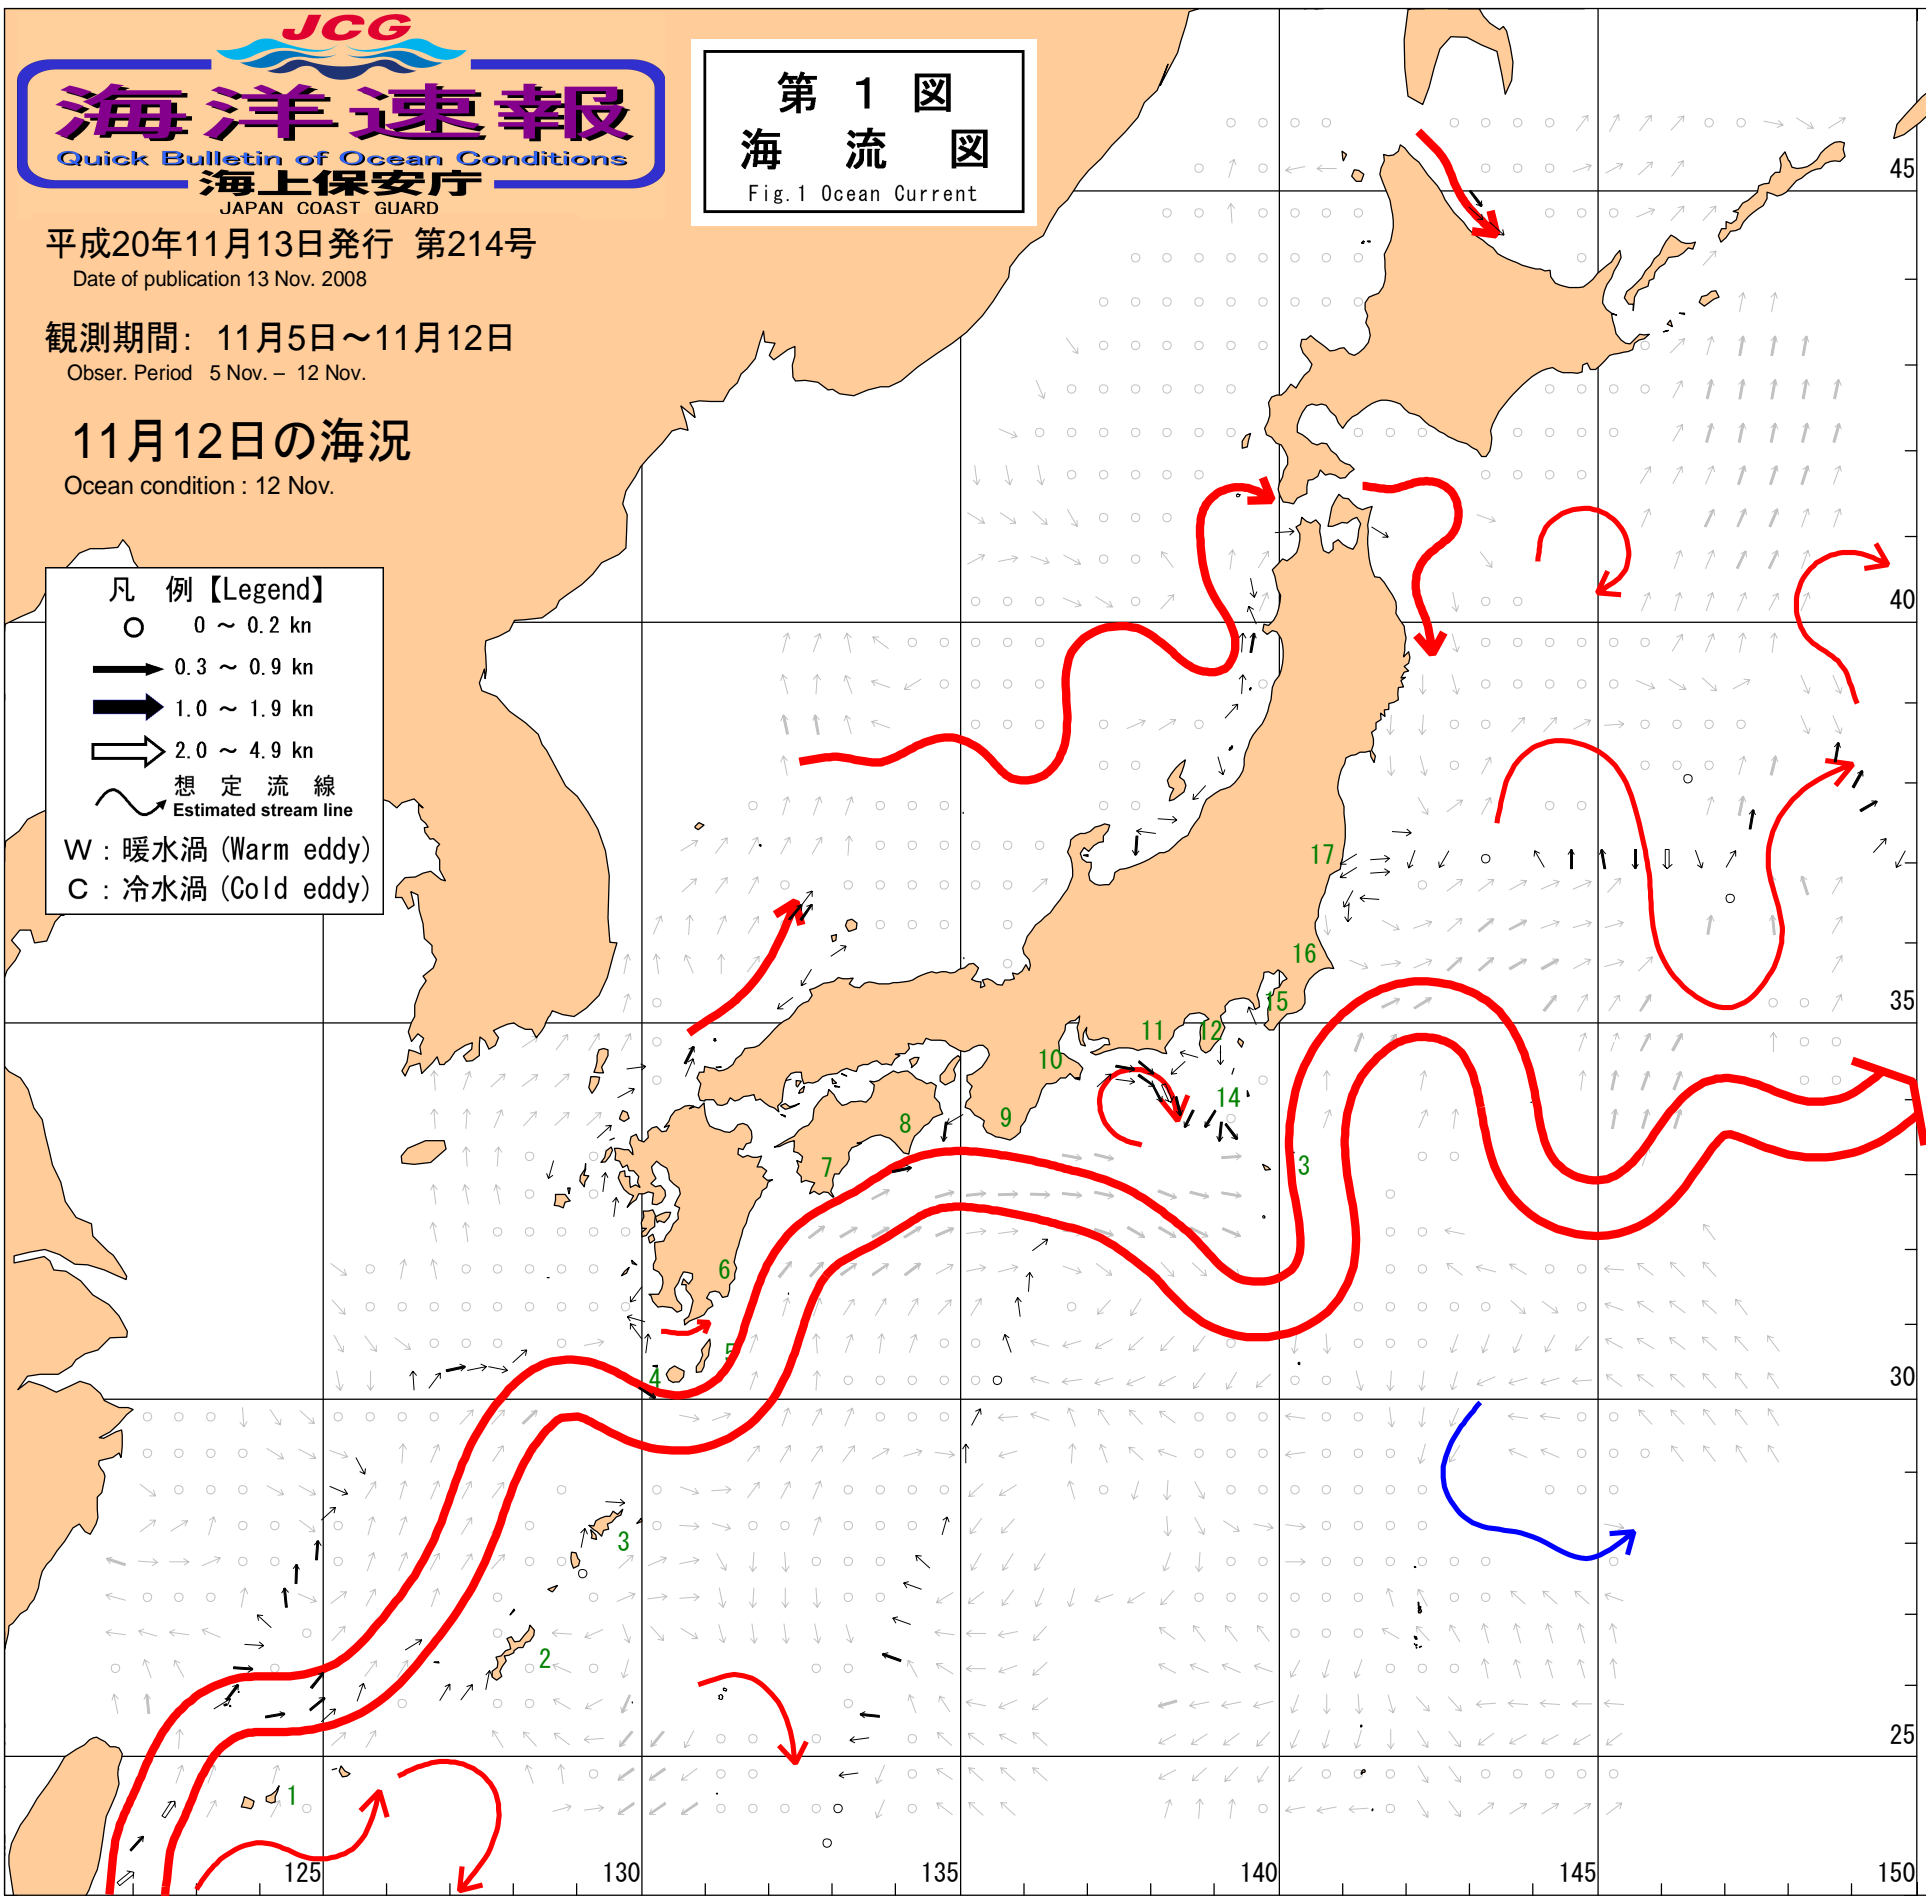 JCG
海洋速報
Quick Bulletin of Ocean Conditions
海上保安庁
JAPAN COAST GUARD
平成20年11月13日発行 第214号
Date of publication 13 Nov. 2008
観測期間: 11月5日～11月12日
Obser. Period 5 Nov. – 12 Nov.
11月12日の海況
Ocean condition : 12 Nov.
第 1 図
海 流 図
Fig.1 Ocean Current
凡 例【Legend】
0 ～ 0.2 kn
0.3 ～ 0.9 kn
1.0 ～ 1.9 kn
2.0 ～ 4.9 kn
想 定 流 線
Estimated stream line
W : 暖水渦 (Warm eddy)
C : 冷水渦 (Cold eddy)
45
40
17
16
15
35
11
12
10
14
8
9
7
3
6
5
4
30
3
2
25
1
125
130
135
140
145
150